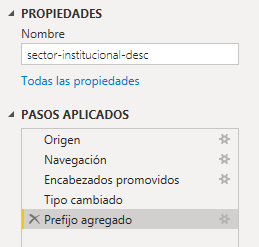 PROPIEDADES
Nombre
sector-institucional-desc
Todas las propiedades
PASOS APLICADOS
Origen
Navegación
Encabezados promovidos
Tipo cambiado
Prefijo agregado